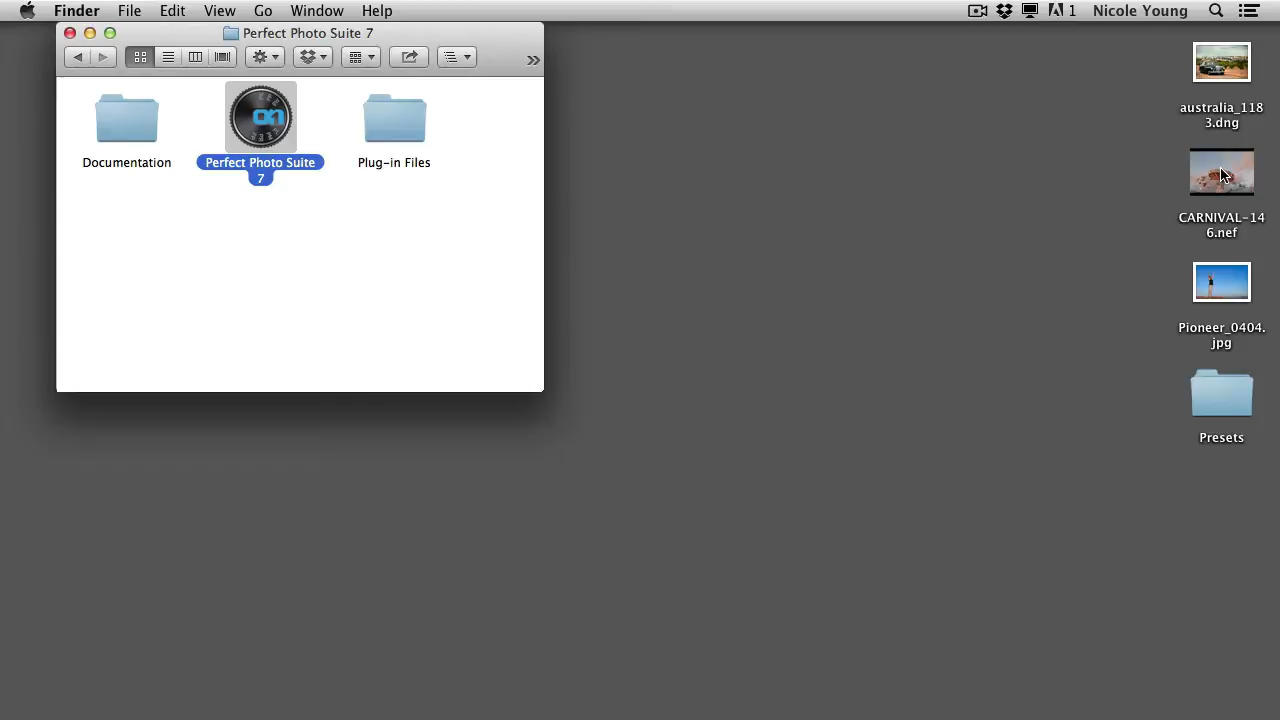 Finder File Edit View Go Window Help 1 Nicole Young
Perfect Photo Suite 7
Documentation
on
Perfect Photo Suite
7
Plug-in Files
australia_118
3.dng
CARNIVAL-14
6.nef
Pioneer_0404.
jpg
Presets